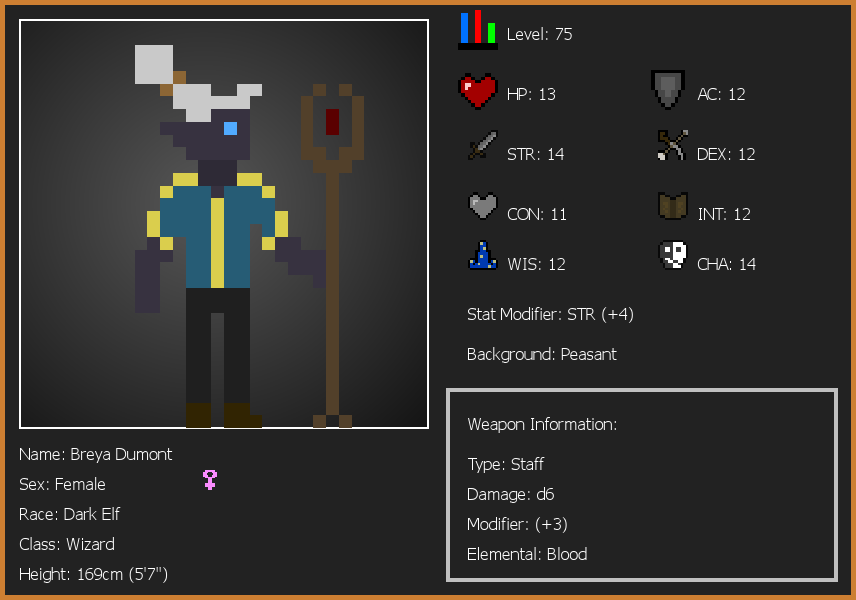 Level: 75
HP: 13
AC: 12
STR: 14
DEX: 12
CON: 11
INT: 12
WIS: 12
CHA: 14
Stat Modifier: STR (+4)
Background: Peasant
Weapon Information:
Type: Staff
Damage: d6
Modifier: (+3)
Elemental: Blood
Name: Breya Dumont
Sex: Female
Race: Dark Elf
Class: Wizard
Height: 169cm (5'7")